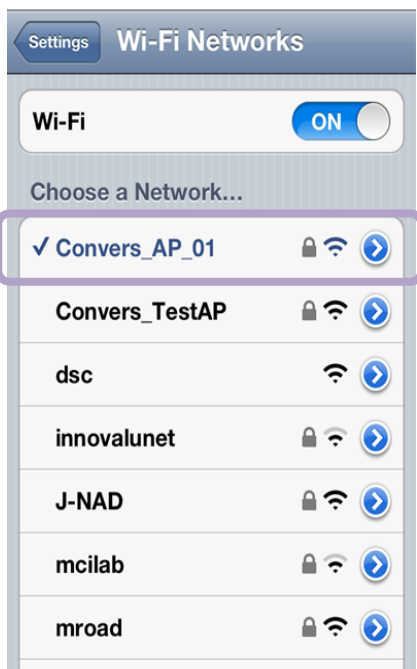 Settings Wi-Fi Networks
Wi-Fi ON
Choose a Network...
✓ Convers_AP_01
Convers_TestAP
dsc
innovalunet
J-NAD
mcilab
mroad